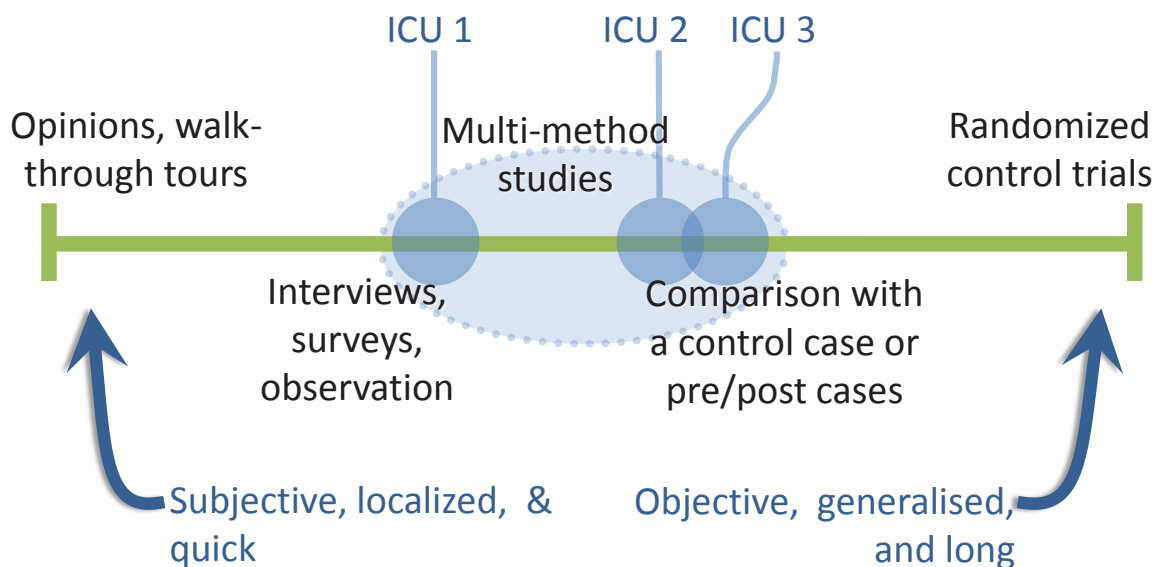 ICU 1
ICU 2
ICU 3
Opinions, walk-
through tours
Multi-method
studies
Randomized
control trials
Interviews,
surveys,
observation
Comparison with
a control case or
pre/post cases
Subjective, localized, &
quick
Objective, generalised,
and long